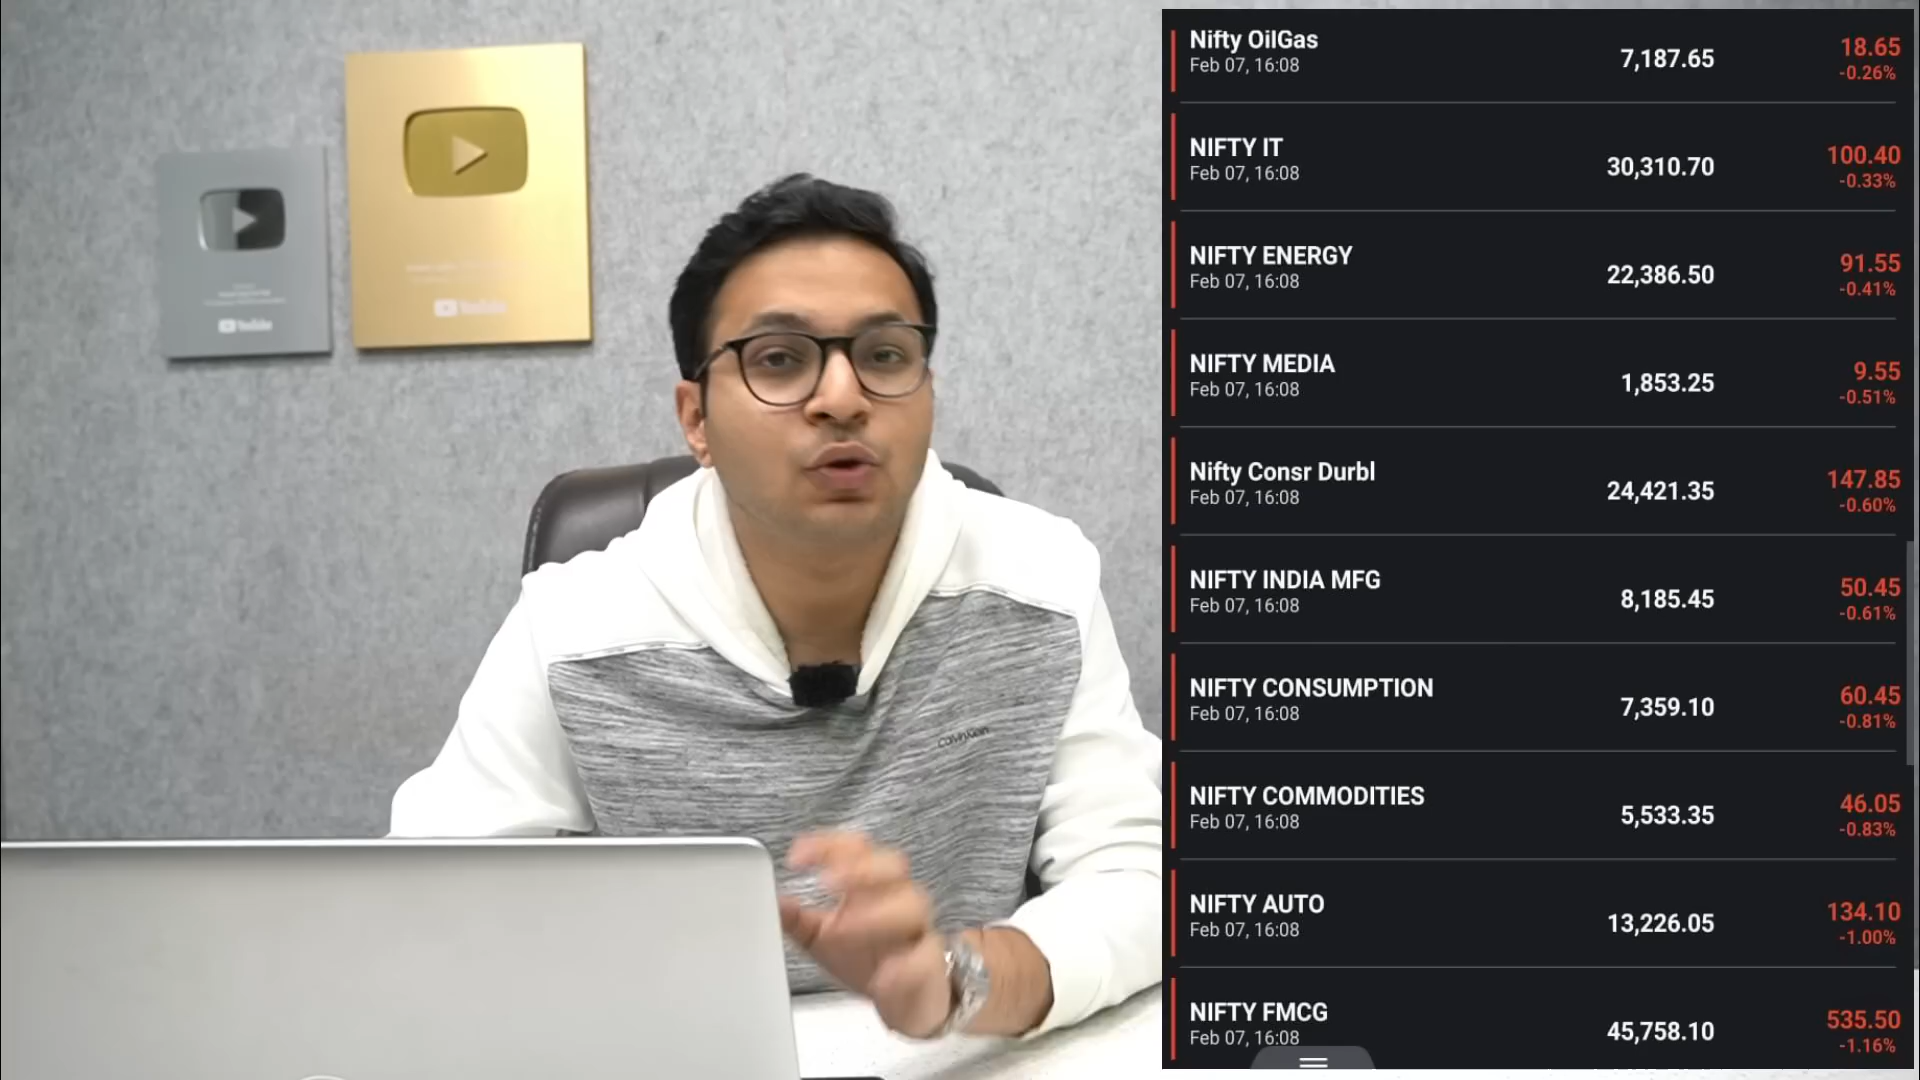 Nifty OilGas
Feb 07, 16:08
7,187.65
18.65
-0.26%
NIFTY IT
Feb 07, 16:08
30,310.70
100.40
-0.33%
NIFTY ENERGY
Feb 07, 16:08
22,386.50
91.55
-0.41%
NIFTY MEDIA
Feb 07, 16:08
1,853.25
9.55
-0.51%
Nifty Consr Durbl
Feb 07, 16:08
24,421.35
147.85
-0.60%
NIFTY INDIA MFG
Feb 07, 16:08
8,185.45
50.45
-0.61%
NIFTY CONSUMPTION
Feb 07, 16:08
7,359.10
60.45
-0.81%
NIFTY COMMODITIES
Feb 07, 16:08
5,533.35
46.05
-0.83%
NIFTY AUTO
Feb 07, 16:08
13,226.05
134.10
-1.00%
NIFTY FMCG
Feb 07, 16:08
45,758.10
535.50
-1.16%
YouTube
YouTube
Calvin Klein